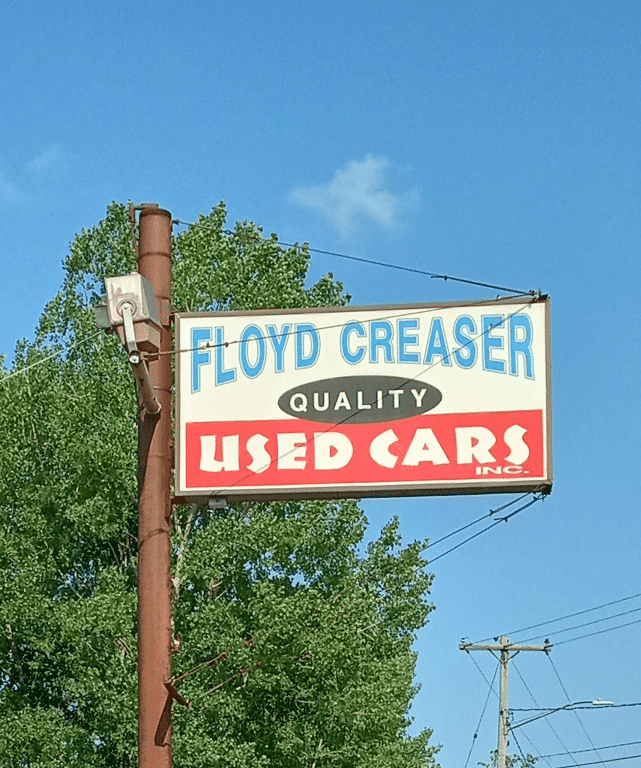 FLOYD CREASER
QUALITY
USED CARS
INC.